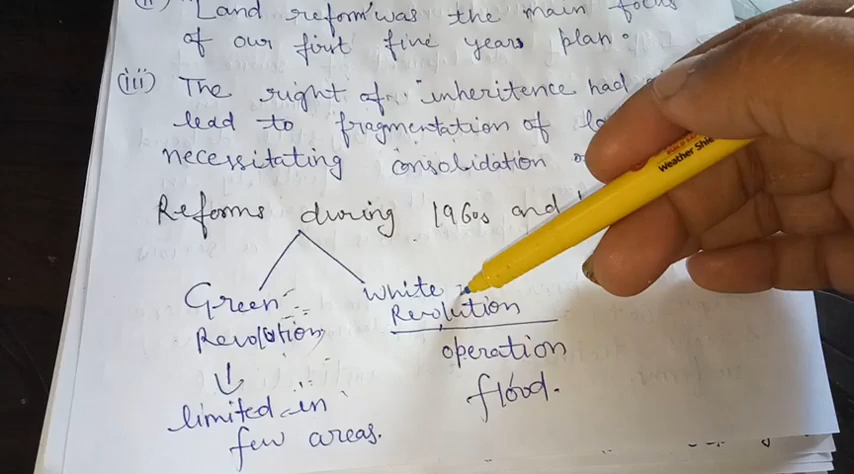 Land reform was the main focus
of our first five years plan.
(iii) The right of "inheritence had
lead to fragmentation of
necessitating consolidation
Reforms during 1960s and
Green
Revolution
limited in
few areas.
White
Revolution
operation
flood.
Weather Shie